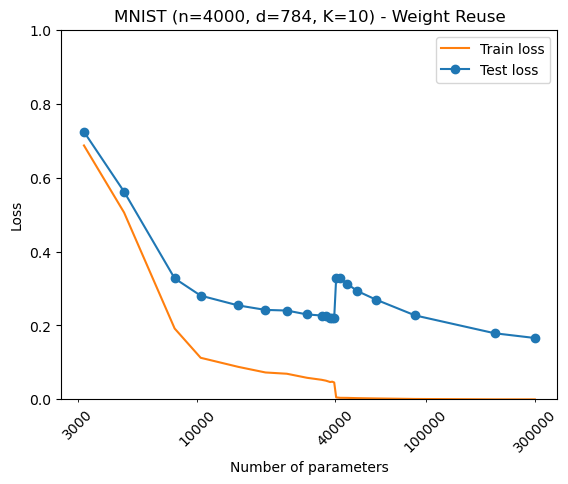 MNIST (n=4000, d=784, K=10) - Weight Reuse
Train loss
Test loss
Loss
1.0
0.8
0.6
0.4
0.2
0.0
3000
10000
40000
100000
300000
Number of parameters